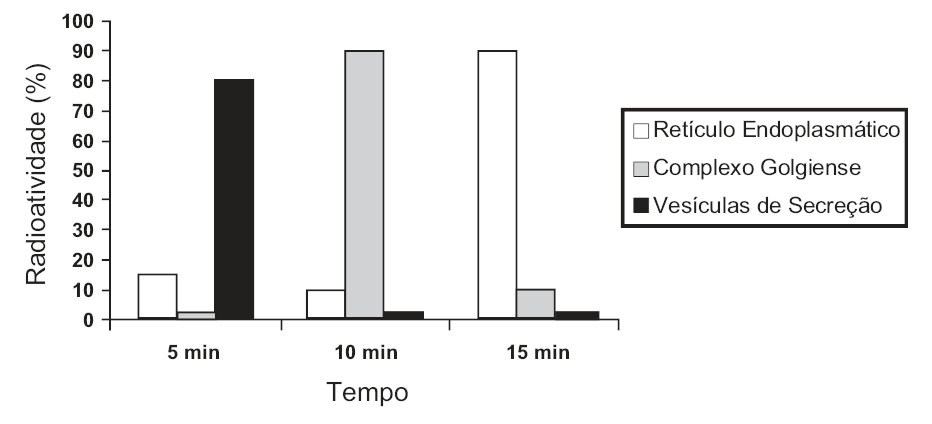 100
90
80
70
60
50
40
30
20
10
0
Radioatividade (%)
5 min
10 min
15 min
Tempo
Retículo Endoplasmático
Complexo Golgiense
Vesículas de Secreção